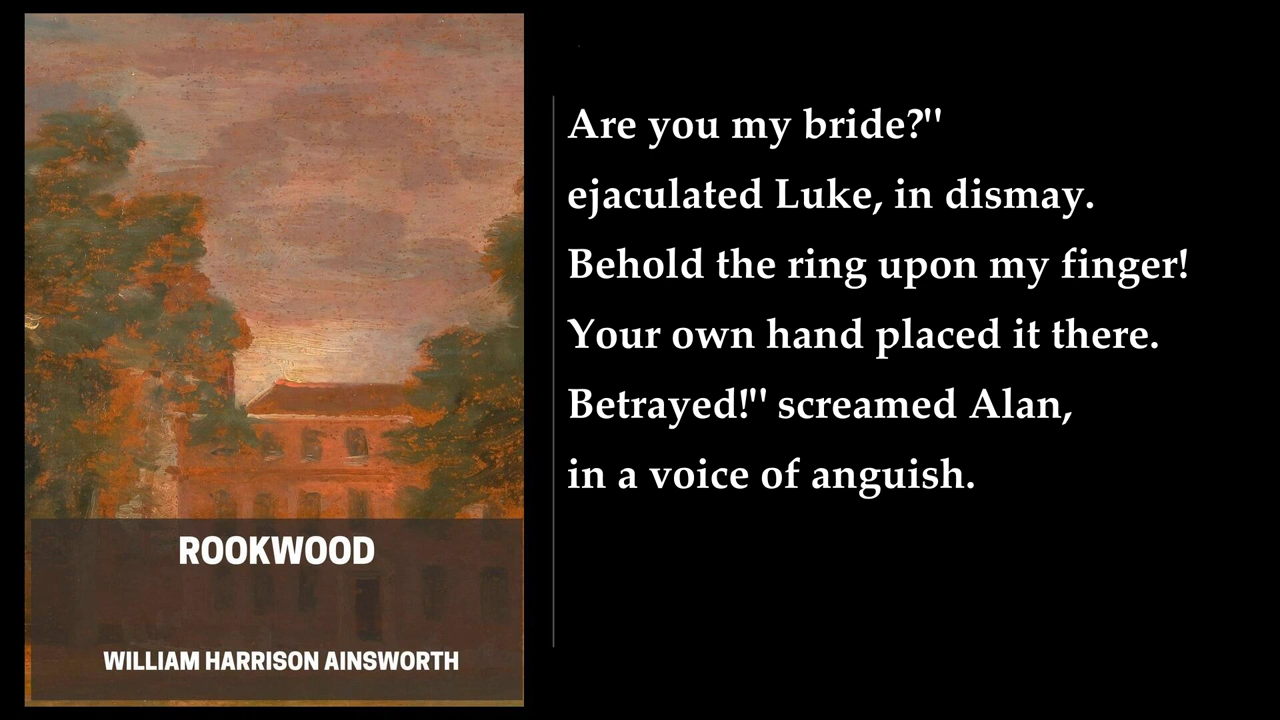 ROOKWOOD
WILLIAM HARRISON AINSWORTH
Are you my bride?"
ejaculated Luke, in dismay.
Behold the ring upon my finger!
Your own hand placed it there.
Betrayed!" screamed Alan,
in a voice of anguish.